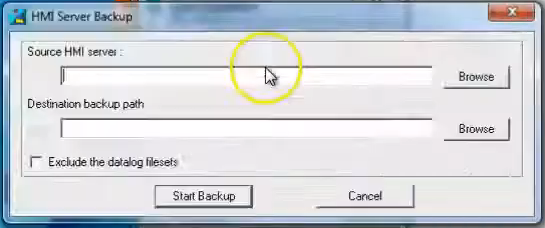 HMI Server Backup
Source HMI server :
Browse
Destination backup path
Browse
Exclude the datalog filesets
Start Backup
Cancel